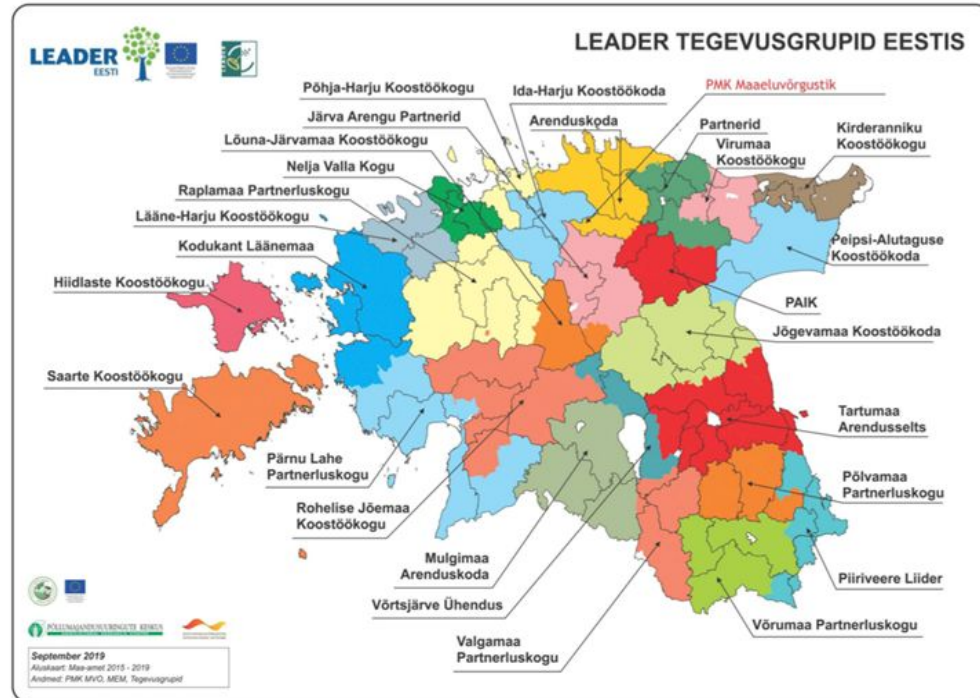 LEADER
EESTI
LEADER TEGEVUSGRUPID EESTIS
Põhja-Harju Koostöökogu
Ida-Harju Koostöökoda
PMK Maaeluvõrgustik
Järva Arengu Partnerid
Arenduskoda
Partnerid
Kirderanniku
Koostöökogu
Lõuna-Järvamaa Koostöökogu
Virumaa
Koostöökogu
Nelja Valla Kogu
Raplamaa Partnerluskogu
Lääne-Harju Koostöökogu
Kodukant Läänemaa
Peipsi-Alutaguse
Koostöökoda
Hiidlaste Koostöökogu
PAIK
Jõgevamaa Koostöökoda
Saarte Koostöökogu
Tartumaa
Arendusselts
Pärnu Lahe
Partnerluskogu
Põlvamaa
Partnerluskogu
Rohelise Jõemaa
Koostöökogu
Mulgimaa
Arenduskoda
Piiriveere Liider
Võrtsjärve Ühendus
Võrumaa Partnerluskogu
Valgamaa
Partnerluskogu
PÕLLUMAJANDUSUURINGUTE KESKUS
September 2019
Aluskaart: Maa-amet 2015 - 2019
Andmed: PMK MVO, MEM, Tegevusgrupid